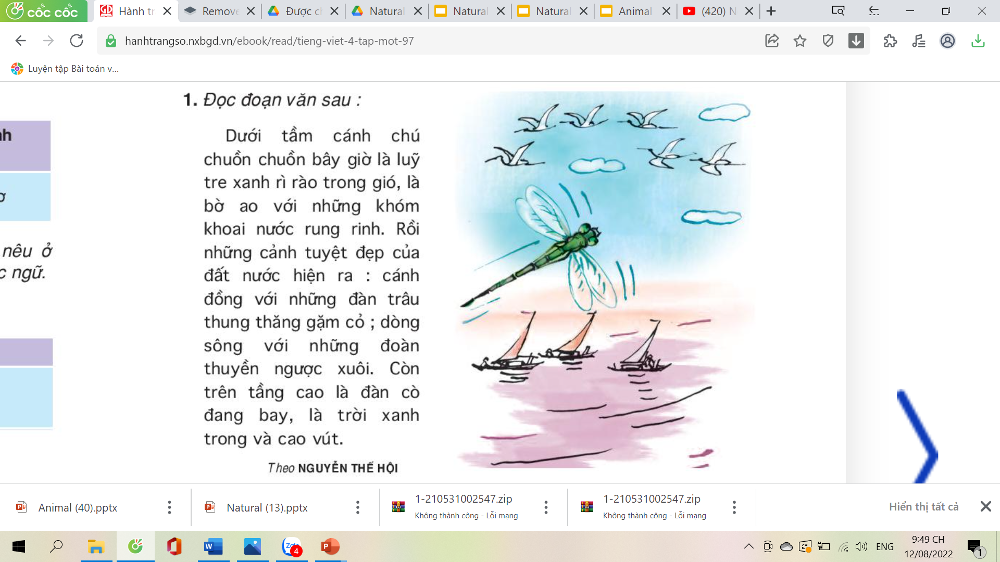 cốc cốc
Hành tr
Remove
Được ch
Natural
Natural
Natural
Animal
(420) N
hanhtrangso.nxbgd.vn/ebook/read/tieng-viet-4-tap-mot-97
Luyện tập Bài toán v...
nêu ở
ngữ.
1. Đọc đoạn văn sau :
Dưới tầm cánh chú
chuồn chuồn bây giờ là luỹ
tre xanh rì rào trong gió, là
bờ ao với những khóm
khoai nước rung rinh. Rồi
những cảnh tuyệt đẹp của
đất nước hiện ra : cánh
đồng với những đàn trâu
thung thăng gặm cỏ ; dòng
sông với những đoàn
thuyền ngược xuôi. Còn
trên tầng cao là đàn cò
đang bay, là trời xanh
trong và cao vút.
Theo NGUYỄN THẾ HỘI
Animal (40).pptx
Natural (13).pptx
1-210531002547.zip
Không thành công - Lỗi mạng
1-210531002547.zip
Không thành công - Lỗi mạng
Hiển thị tất cả
Zalo
4
ENG
9:49 CH
12/08/2022
1